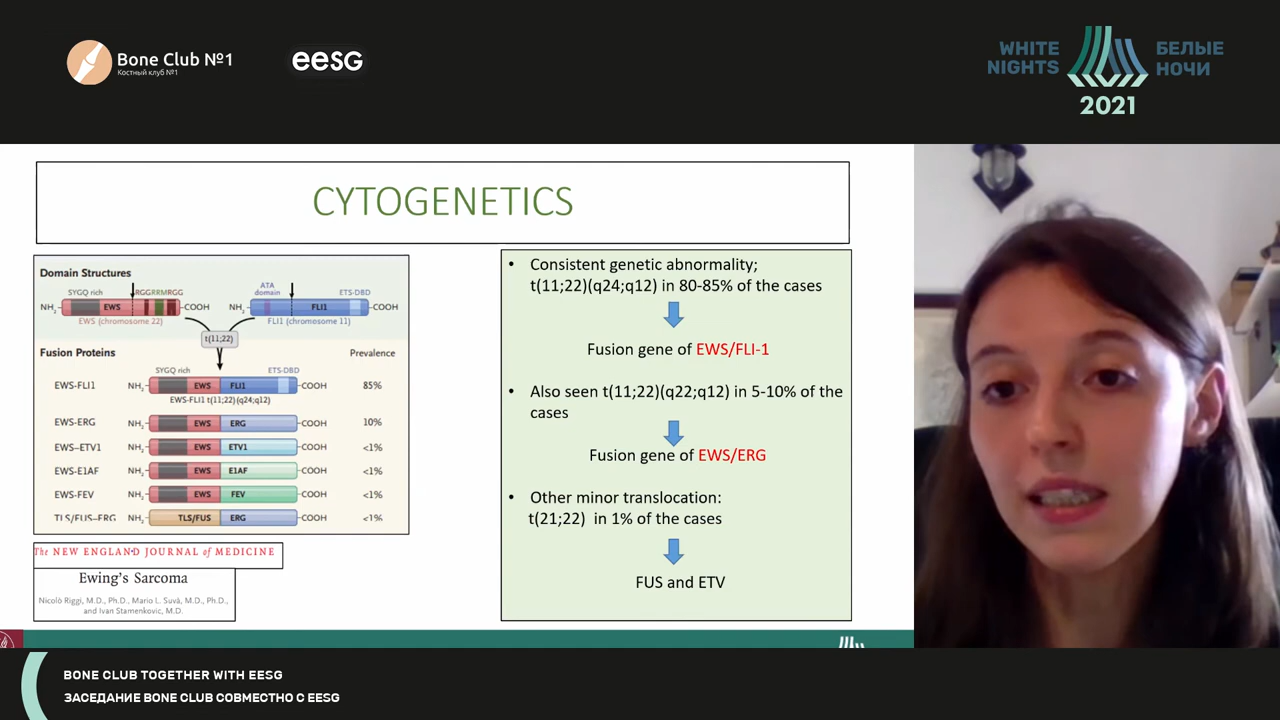 Bone Club №1
Костный клуб №1
eesg
WHITE NIGHTS
БЕЛЫЕ НОЧИ
2021
CYTOGENETICS
Domain Structures
SYGQ rich
RGGRRMRGG
ATA domain
ETS-DBD
NH2
EWS
COOH
NH2
FLI1
COOH
EWS (chromosome 22)
FLI1 (chromosome 11)
t(11;22)
Fusion Proteins
Prevalence
SYGQ rich
ETS-DBD
EWS-FLI1
NH2
EWS
FLI1
COOH
85%
EWS-FLI1 t(11;22)(q24;q12)
EWS-ERG
NH2
EWS
ERG
COOH
10%
EWS–ETV1
NH2
EWS
ETV1
COOH
<1%
EWS-E1AF
NH2
EWS
E1AF
COOH
<1%
EWS-FEV
NH2
EWS
FEV
COOH
<1%
TLS/FUS–ERG
NH2
TLS/FUS
ERG
COOH
<1%
The NEW ENGLAND JOURNAL of MEDICINE
Ewing's Sarcoma
Nicolò Riggi, M.D., Ph.D., Mario L. Suvà, M.D., Ph.D.,
and Ivan Stamenkovic, M.D.
• Consistent genetic abnormality;
t(11;22)(q24;q12) in 80-85% of the cases
Fusion gene of EWS/FLI-1
• Also seen t(11;22)(q22;q12) in 5-10% of the
cases
Fusion gene of EWS/ERG
• Other minor translocation:
t(21;22) in 1% of the cases
FUS and ETV
BONE CLUB TOGETHER WITH EESG
ЗАСЕДАНИЕ BONE CLUB СОВМЕСТНО С EESG